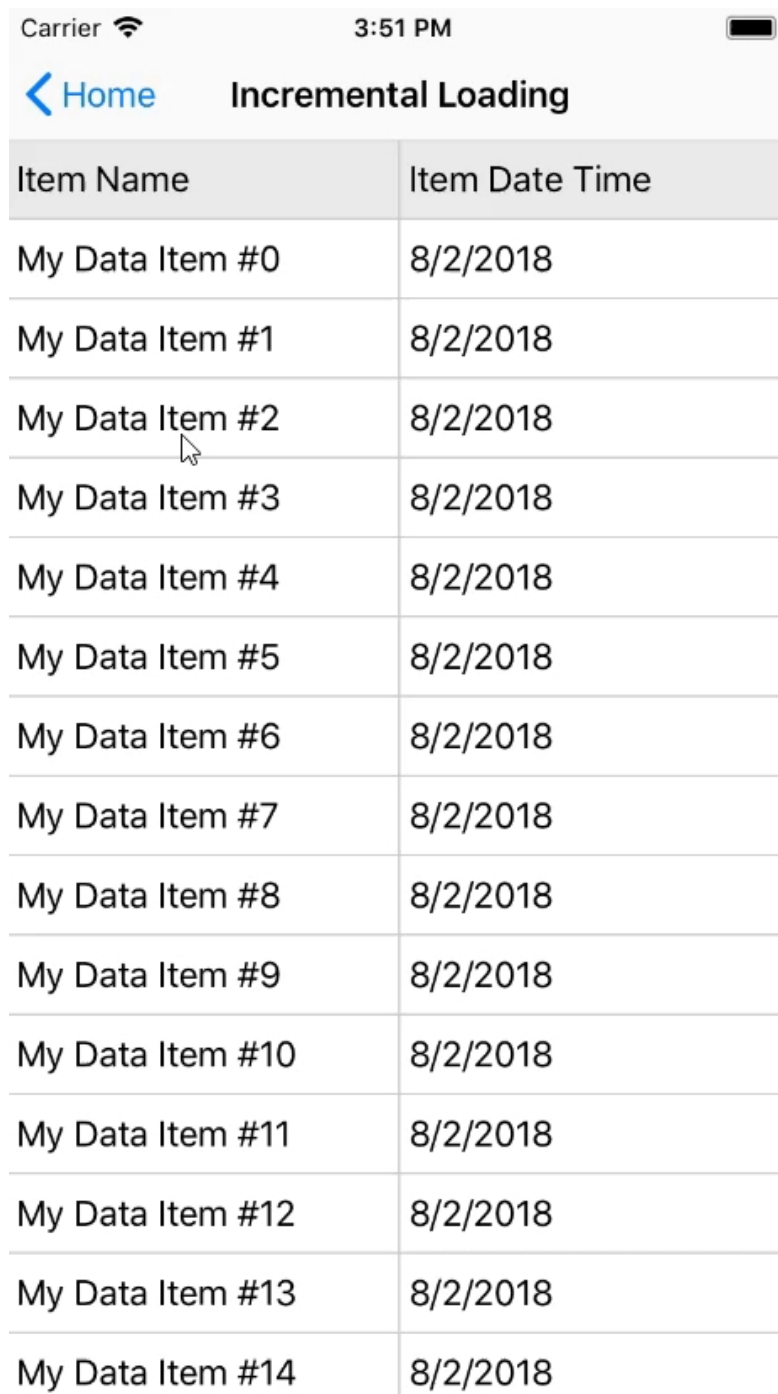 Carrier 3:51 PM
Home Incremental Loading
Item Name Item Date Time
My Data Item #0 8/2/2018
My Data Item #1 8/2/2018
My Data Item #2 8/2/2018
My Data Item #3 8/2/2018
My Data Item #4 8/2/2018
My Data Item #5 8/2/2018
My Data Item #6 8/2/2018
My Data Item #7 8/2/2018
My Data Item #8 8/2/2018
My Data Item #9 8/2/2018
My Data Item #10 8/2/2018
My Data Item #11 8/2/2018
My Data Item #12 8/2/2018
My Data Item #13 8/2/2018
My Data Item #14 8/2/2018